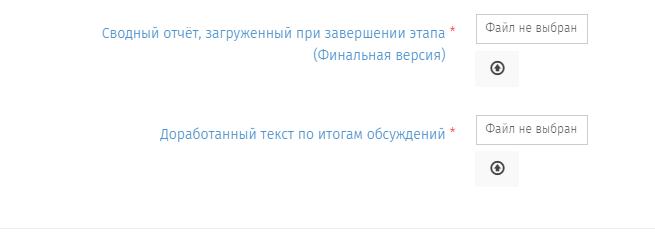 Сводный отчёт, загруженный при завершении этапа *
(Финальная версия)
Файл не выбран
Доработанный текст по итогам обсуждений *
Файл не выбран